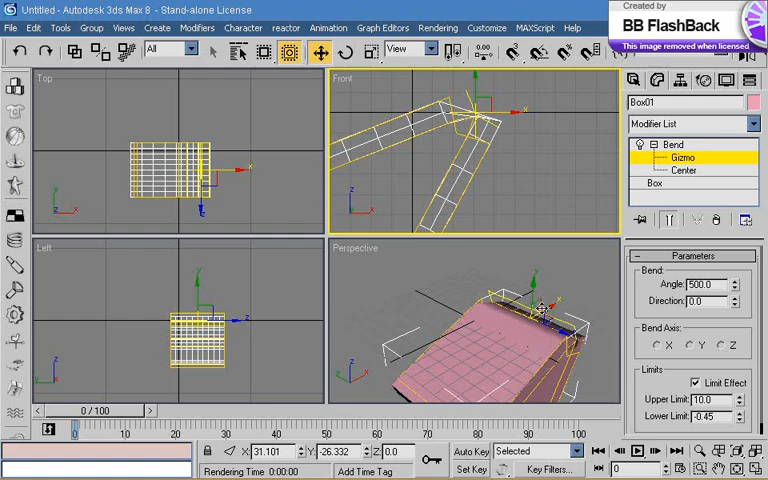 Untitled - Autodesk 3ds Max 8 - Stand-alone License
Created by
BB FlashBack
This image removed when licensed
File Edit Tools Group Views Create Modifiers Character reactor Animation Graph Editors Rendering Customize MAXScript Help
All View
Top
Front
Left
Perspective
Box01
Modifier List
Bend
Gizmo
Center
Box
Parameters
Bend:
Angle: 500.0
Direction: 0.0
Bend Axis:
X Y Z
Limits
Limit Effect
Upper Limit: 10.0
Lower Limit: -0.45
0 / 100
0 10 20 30 40 50 60 70 80 90 100
X: 31.101 Y: -26.332 Z: 0.0
Auto Key Selected
Rendering Time 0:00:00 Add Time Tag
Set Key Key Filters... 0